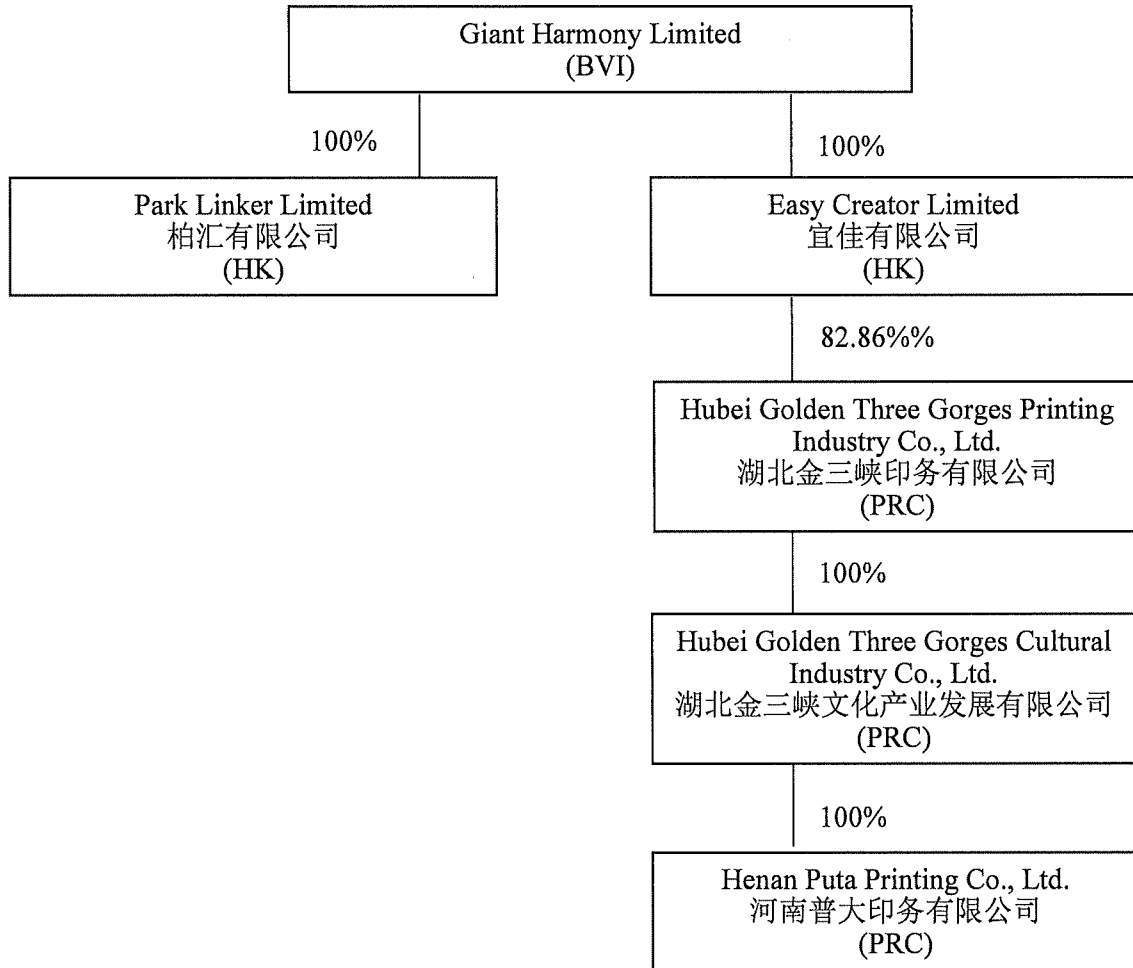 Giant Harmony Limited
(BVI)
100%
100%
Park Linker Limited
柏汇有限公司
(HK)
Easy Creator Limited
宜佳有限公司
(HK)
82.86%%
Hubei Golden Three Gorges Printing
Industry Co., Ltd.
湖北金三峡印务有限公司
(PRC)
100%
Hubei Golden Three Gorges Cultural
Industry Co., Ltd.
湖北金三峡文化产业发展有限公司
(PRC)
100%
Henan Puta Printing Co., Ltd.
河南普大印务有限公司
(PRC)